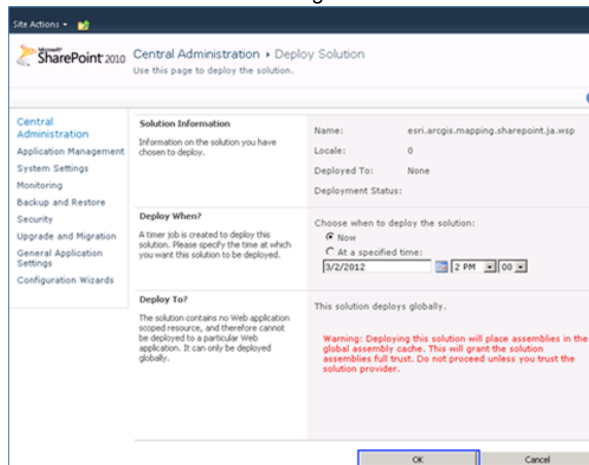 Site Actions
Microsoft
SharePoint 2010
Central Administration ▸ Deploy Solution
Use this page to deploy the solution.
Central
Administration
Application Management
System Settings
Monitoring
Backup and Restore
Security
Upgrade and Migration
General Application
Settings
Configuration Wizards
Solution Information
Information on the solution you have
chosen to deploy.
Name: esri.arcgis.mapping.sharepoint.ja.wsp
Locale: 0
Deployed To: None
Deployment Status:
Deploy When?
A timer job is created to deploy this
solution. Please specify the time at which
you want this solution to be deployed.
Choose when to deploy the solution:
Now
At a specified time:
3/2/2012 2 PM 00
Deploy To?
The solution contains no Web application
scoped resource, and therefore cannot
be deployed to a particular Web
application. It can only be deployed
globally.
This solution deploys globally.
Warning: Deploying this solution will place assemblies in the
global assembly cache. This will grant the solution
assemblies full trust. Do not proceed unless you trust the
solution provider.
OK Cancel